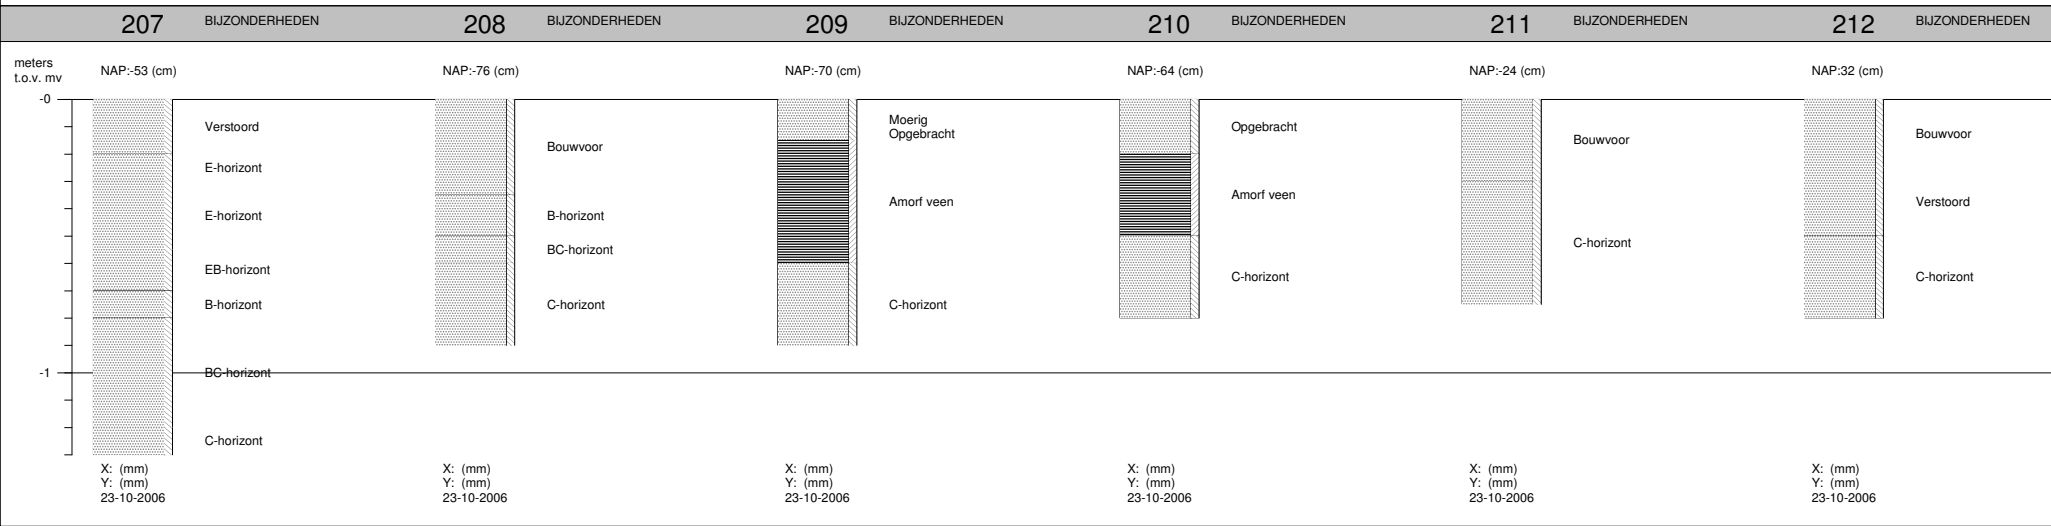 207 BIJZONDERHEDEN 208 BIJZONDERHEDEN 209 BIJZONDERHEDEN 210 BIJZONDERHEDEN 211 BIJZONDERHEDEN 212 BIJZONDERHEDEN
meters
t.o.v. mv
NAP:-53 (cm) NAP:-76 (cm) NAP:-70 (cm) NAP:-64 (cm) NAP:-24 (cm) NAP:32 (cm)
-0
-1
Verstoord
E-horizont
E-horizont
EB-horizont
B-horizont
BC-horizont
C-horizont
Bouwvoor
B-horizont
BC-horizont
C-horizont
Moerig
Opgebracht
Amorf veen
C-horizont
Opgebracht
Amorf veen
C-horizont
Bouwvoor
C-horizont
Bouwvoor
Verstoord
C-horizont
X: (mm) X: (mm) X: (mm) X: (mm) X: (mm) X: (mm)
Y: (mm) Y: (mm) Y: (mm) Y: (mm) Y: (mm) Y: (mm)
23-10-2006 23-10-2006 23-10-2006 23-10-2006 23-10-2006 23-10-2006